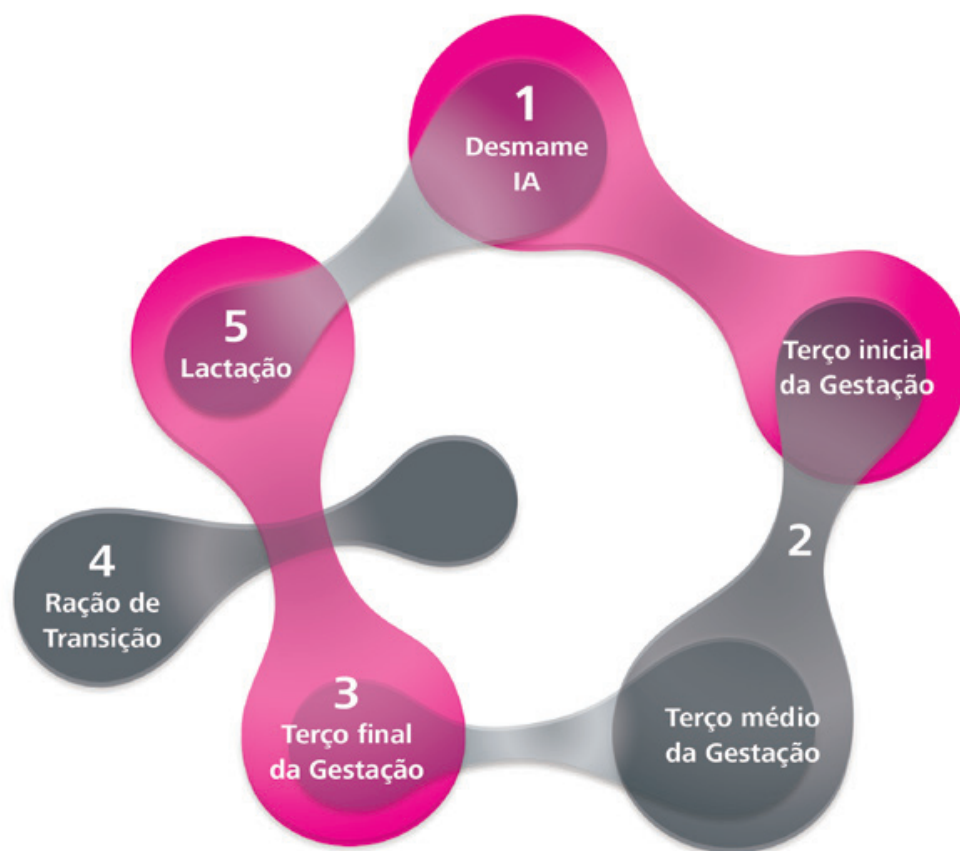 1
Desmame
IA
Terço inicial
da Gestação
2
Terço médio
da Gestação
3
Terço final
da Gestação
4
Ração de
Transição
5
Lactação